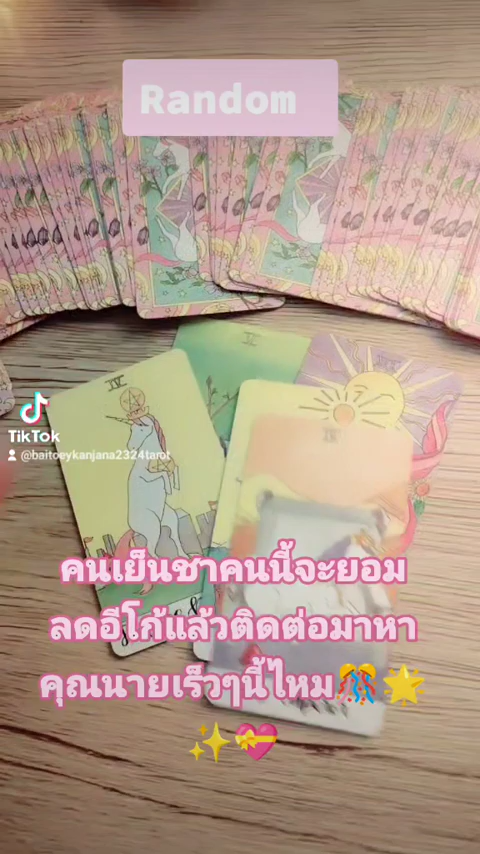 Random
IV
V
TikTok
@baitoeykanjana2324tarot
คนเย็นชาคนนี้จะยอม
ลดอีโก้แล้วติดต่อมาหา
คุณนายเร็วๆนี้ไหม🎊🌟
✨💝